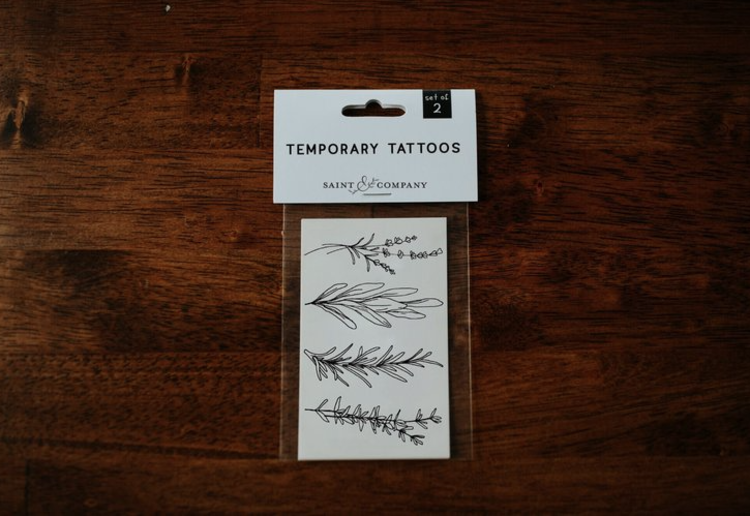 set of
2
TEMPORARY TATTOOS
SAINT & COMPANY